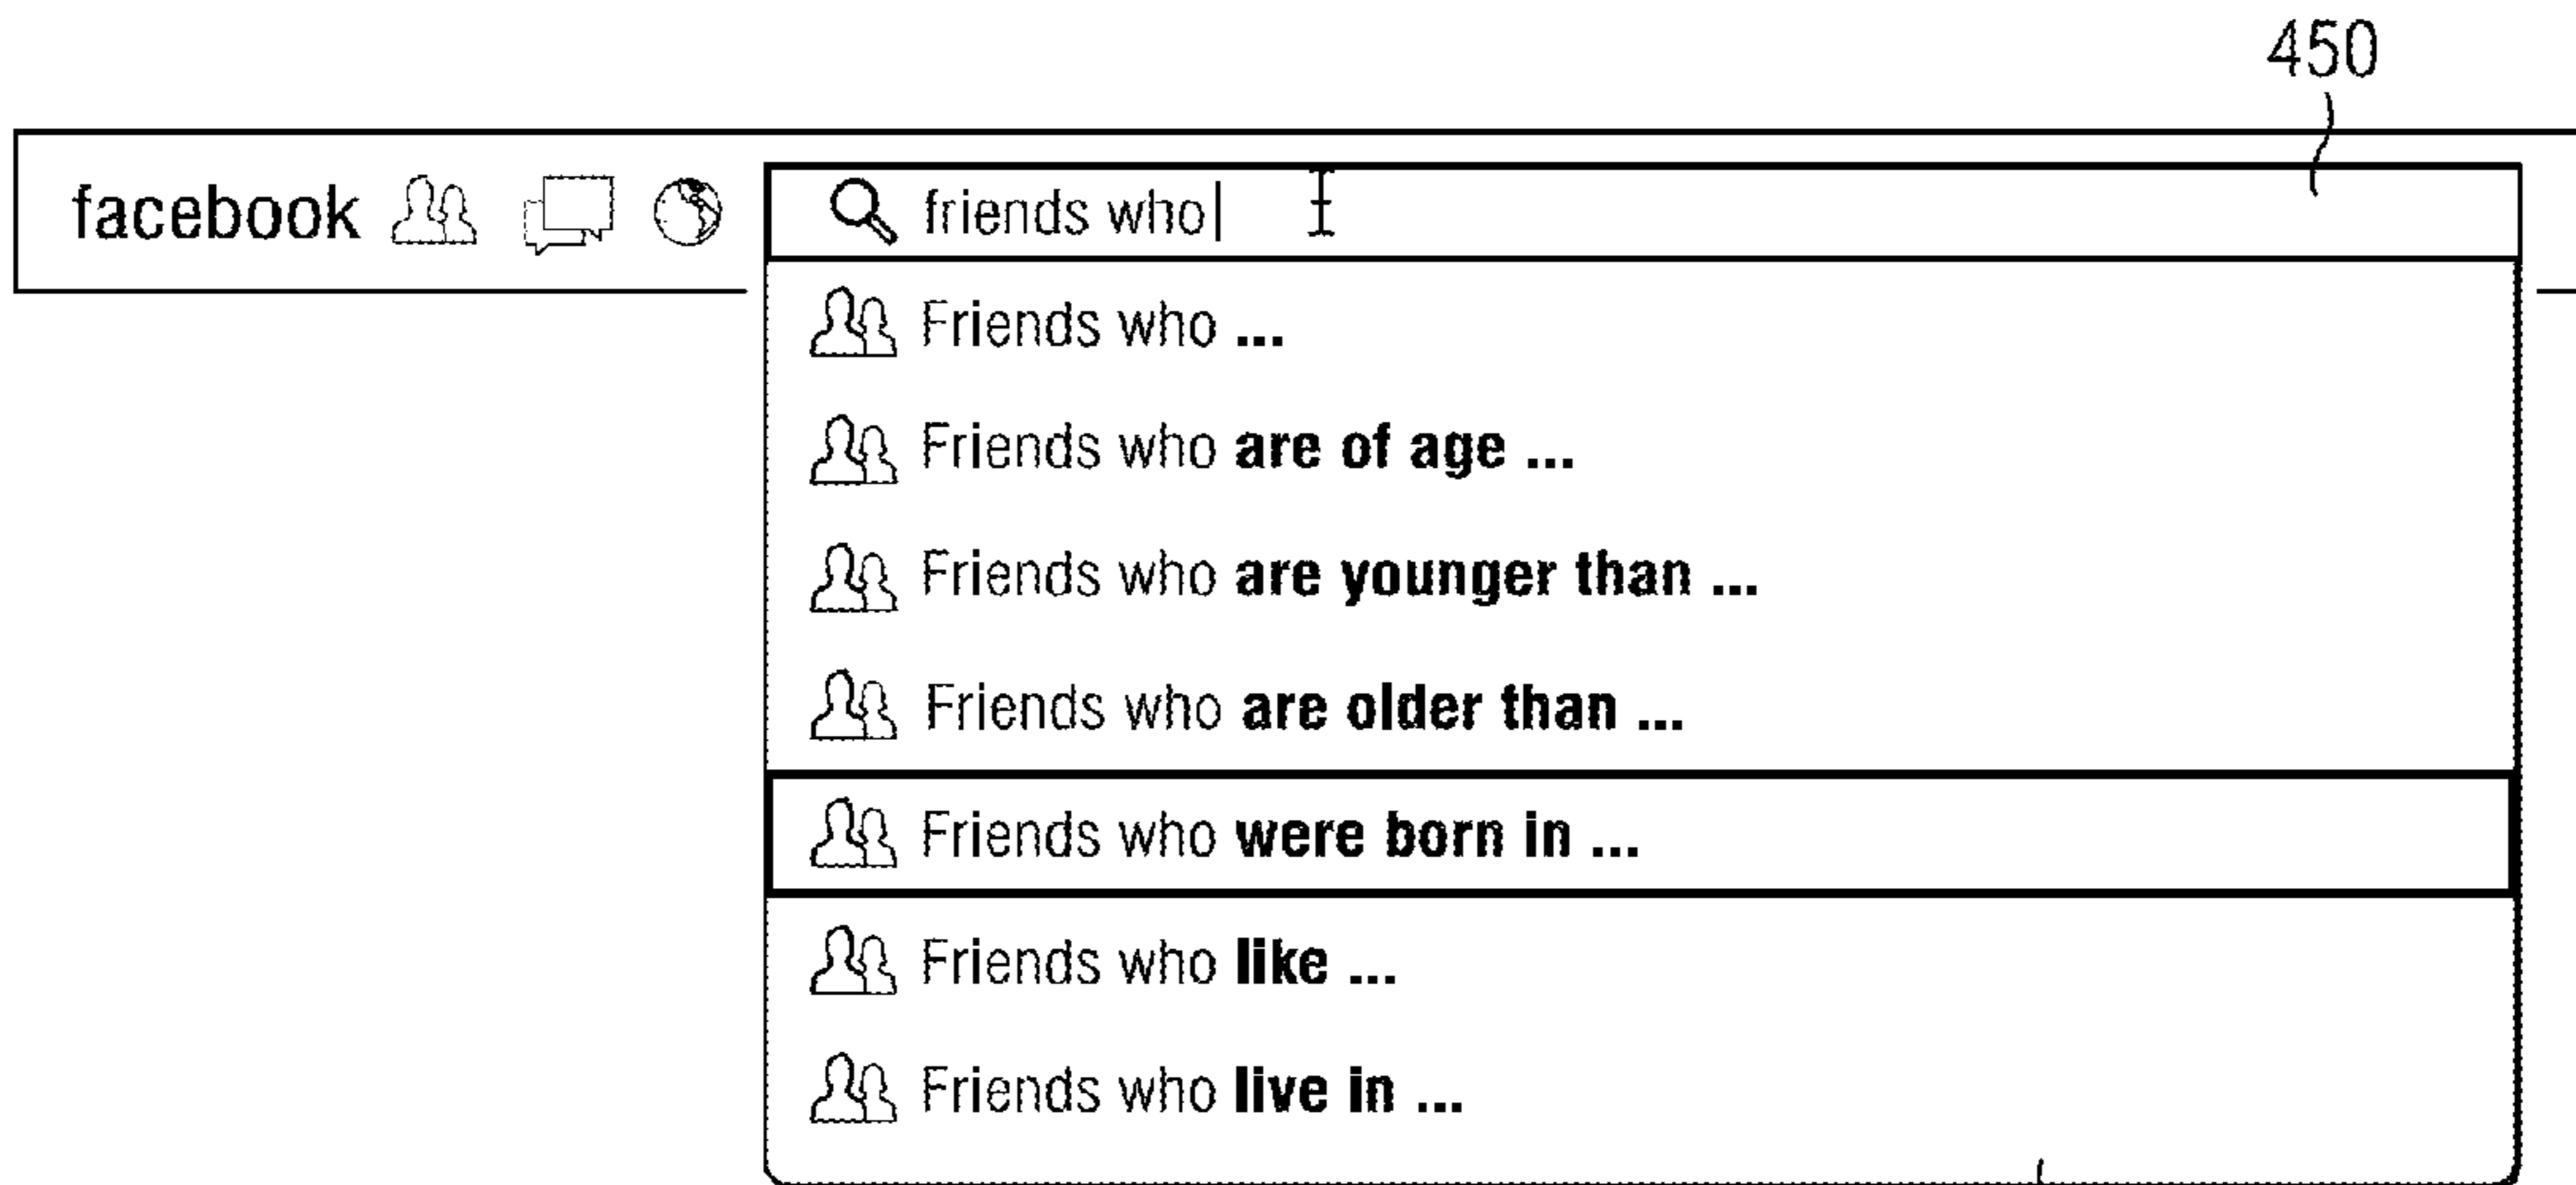 450
facebook friends who
Friends who ...
Friends who are of age ...
Friends who are younger than ...
Friends who are older than ...
Friends who were born in ...
Friends who like ...
Friends who live in ...